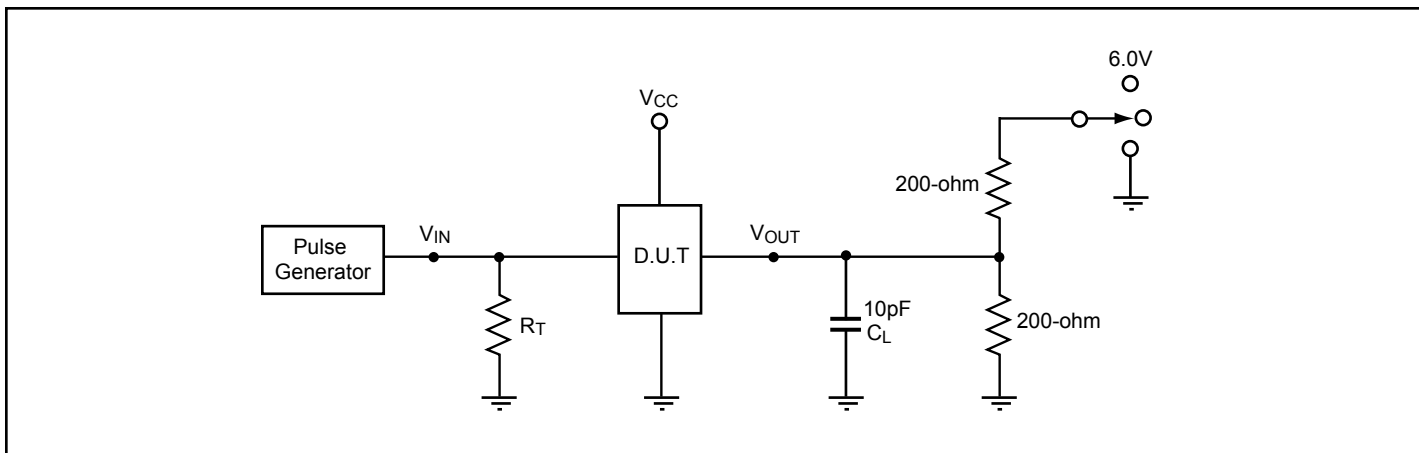 6.0V
VCC
200-ohm
Pulse
Generator
VIN
D.U.T
VOUT
RT
10pF
CL
200-ohm